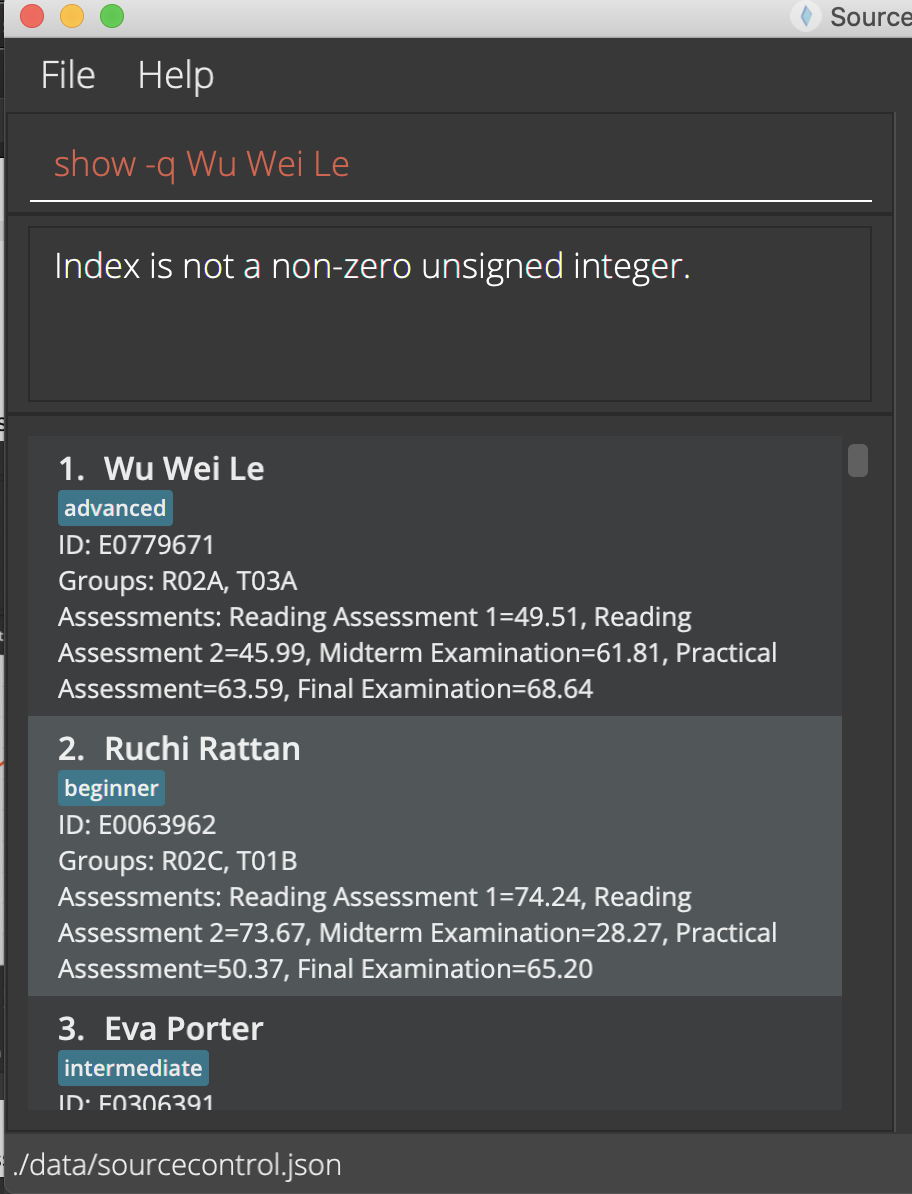 Source
File Help
show -q Wu Wei Le
Index is not a non-zero unsigned integer.
1. Wu Wei Le
advanced
ID: E0779671
Groups: R02A, T03A
Assessments: Reading Assessment 1=49.51, Reading
Assessment 2=45.99, Midterm Examination=61.81, Practical
Assessment=63.59, Final Examination=68.64
2. Ruchi Rattan
beginner
ID: E0063962
Groups: R02C, T01B
Assessments: Reading Assessment 1=74.24, Reading
Assessment 2=73.67, Midterm Examination=28.27, Practical
Assessment=50.37, Final Examination=65.20
3. Eva Porter
intermediate
ID: E0306391
./data/sourcecontrol.json